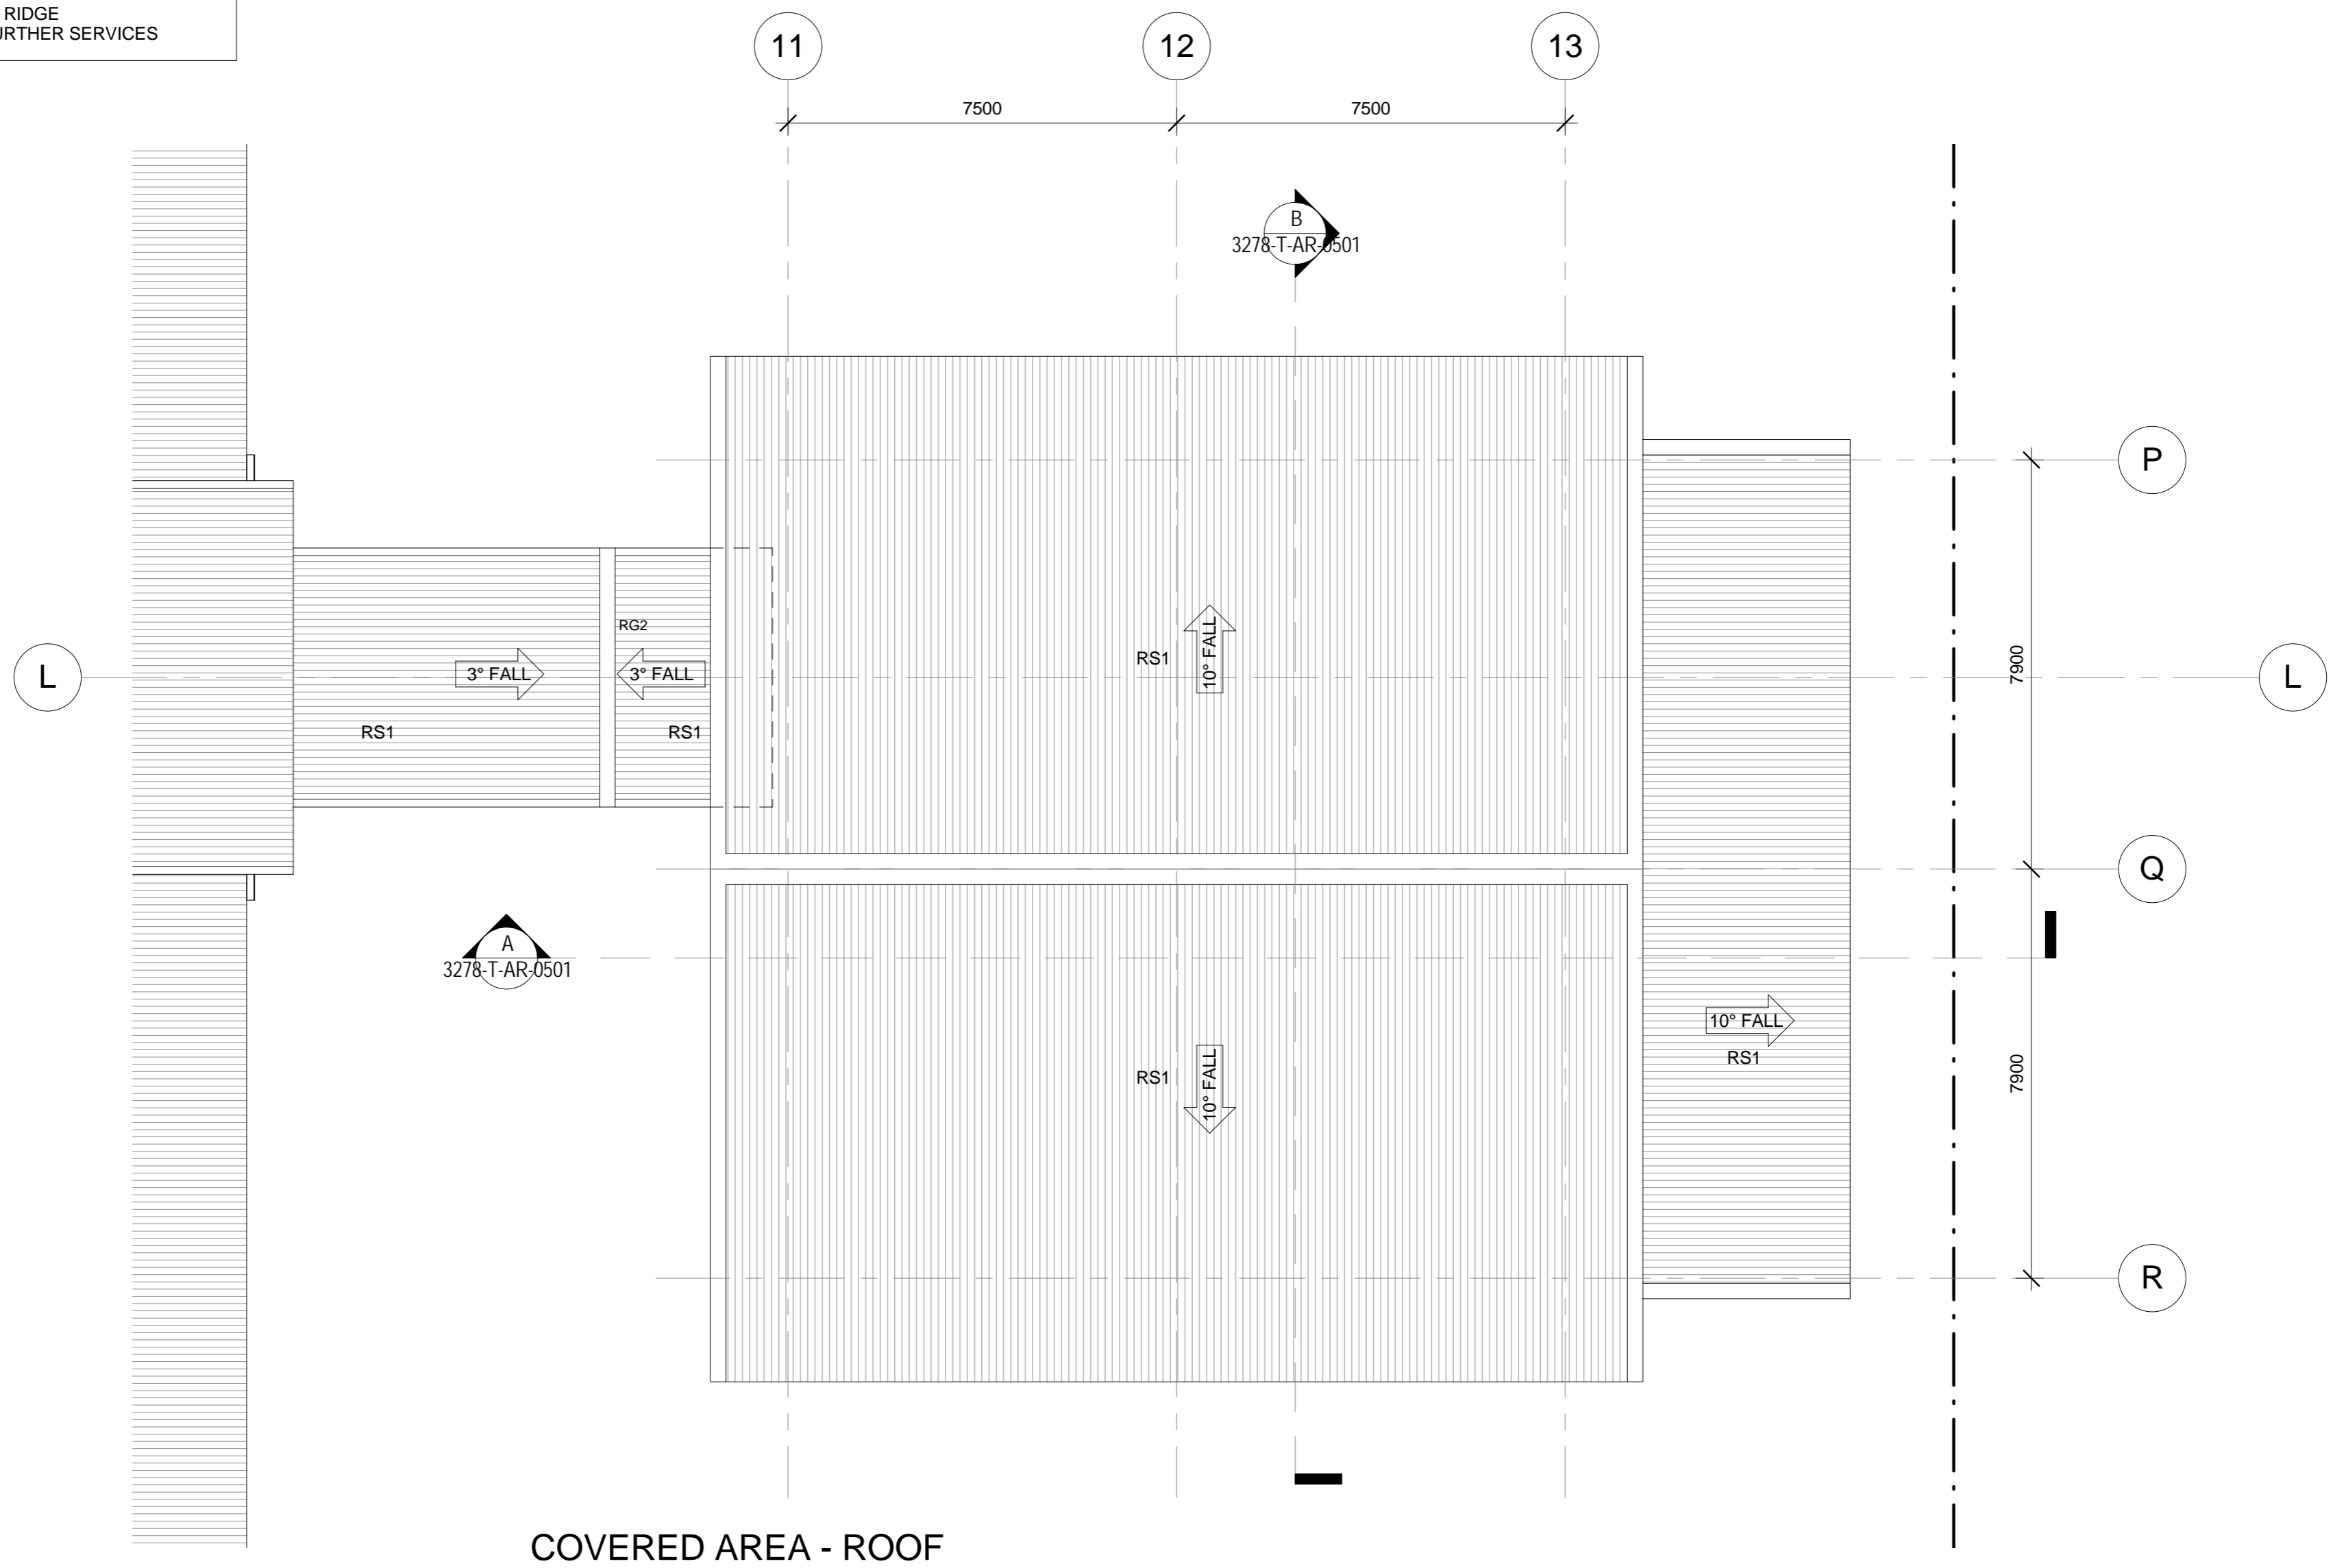 RIDGE
RTHER SERVICES
11
12
13
7500
7500
B
3278-T-AR-0501
P
RG2
10° FALL
RS1
L
3° FALL
3° FALL
7900
L
RS1
RS1
Q
A
3278-T-AR-0501
10° FALL
RS1
10° FALL
RS1
7900
R
COVERED AREA - ROOF